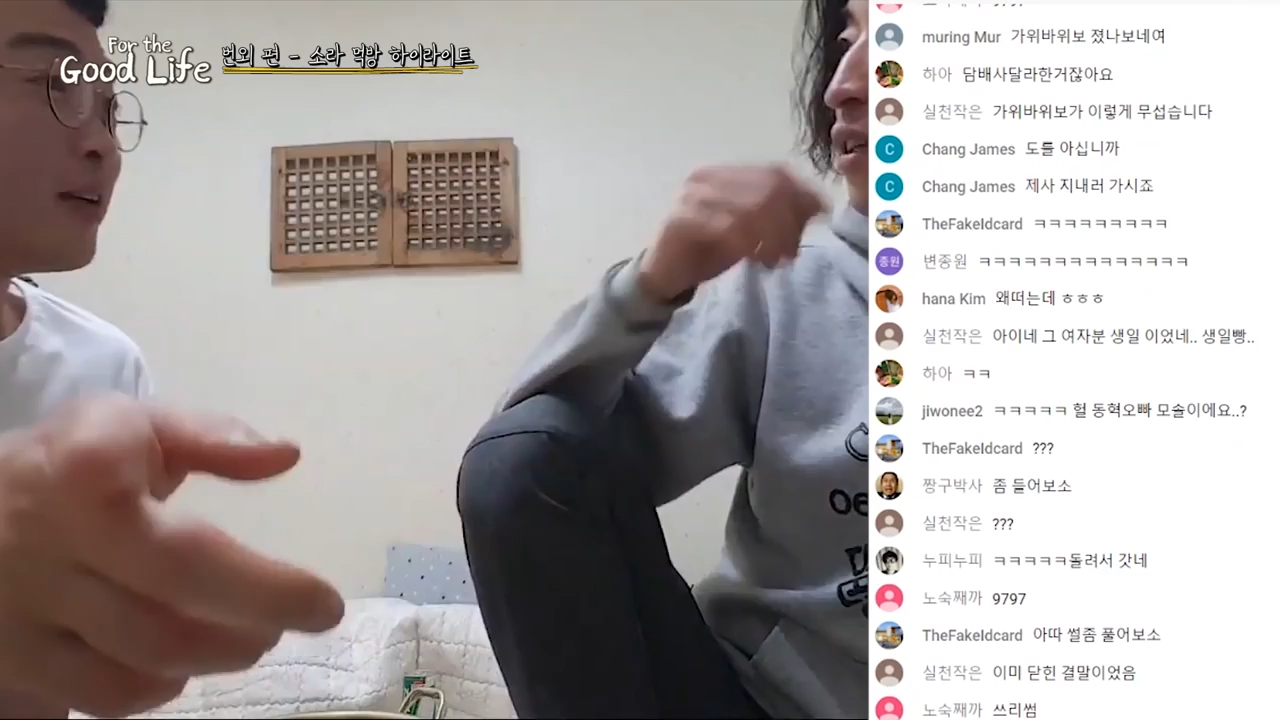 For the
Good Life
번외 편 - 소라 먹방 하이라이트
muring Mur 가위바위보 졌나보네여
하아 담배사달라한거잖아요
실천작은 가위바위보가 이렇게 무섭습니다
C Chang James 도를 아십니까
C Chang James 제사 지내러 가시죠
TheFakeIdcard ㅋㅋㅋㅋㅋㅋㅋㅋㅋ
종원 변종원 ㅋㅋㅋㅋㅋㅋㅋㅋㅋㅋㅋㅋㅋㅋ
hana Kim 왜떠는데 ㅎㅎㅎ
실천작은 아이네 그 여자분 생일 이었네.. 생일빵..
하아 ㅋㅋ
jiwonee2 ㅋㅋㅋㅋㅋ 헐 동혁오빠 모솔이에요..?
TheFakeIdcard ???
짱구박사 좀 들어보소
실천작은 ???
누피누피 ㅋㅋㅋㅋㅋ돌려서 갓네
노숙째까 9797
TheFakeIdcard 아따 썰좀 풀어보소
실천작은 이미 닫힌 결말이었음
노숙째까 쓰리썸